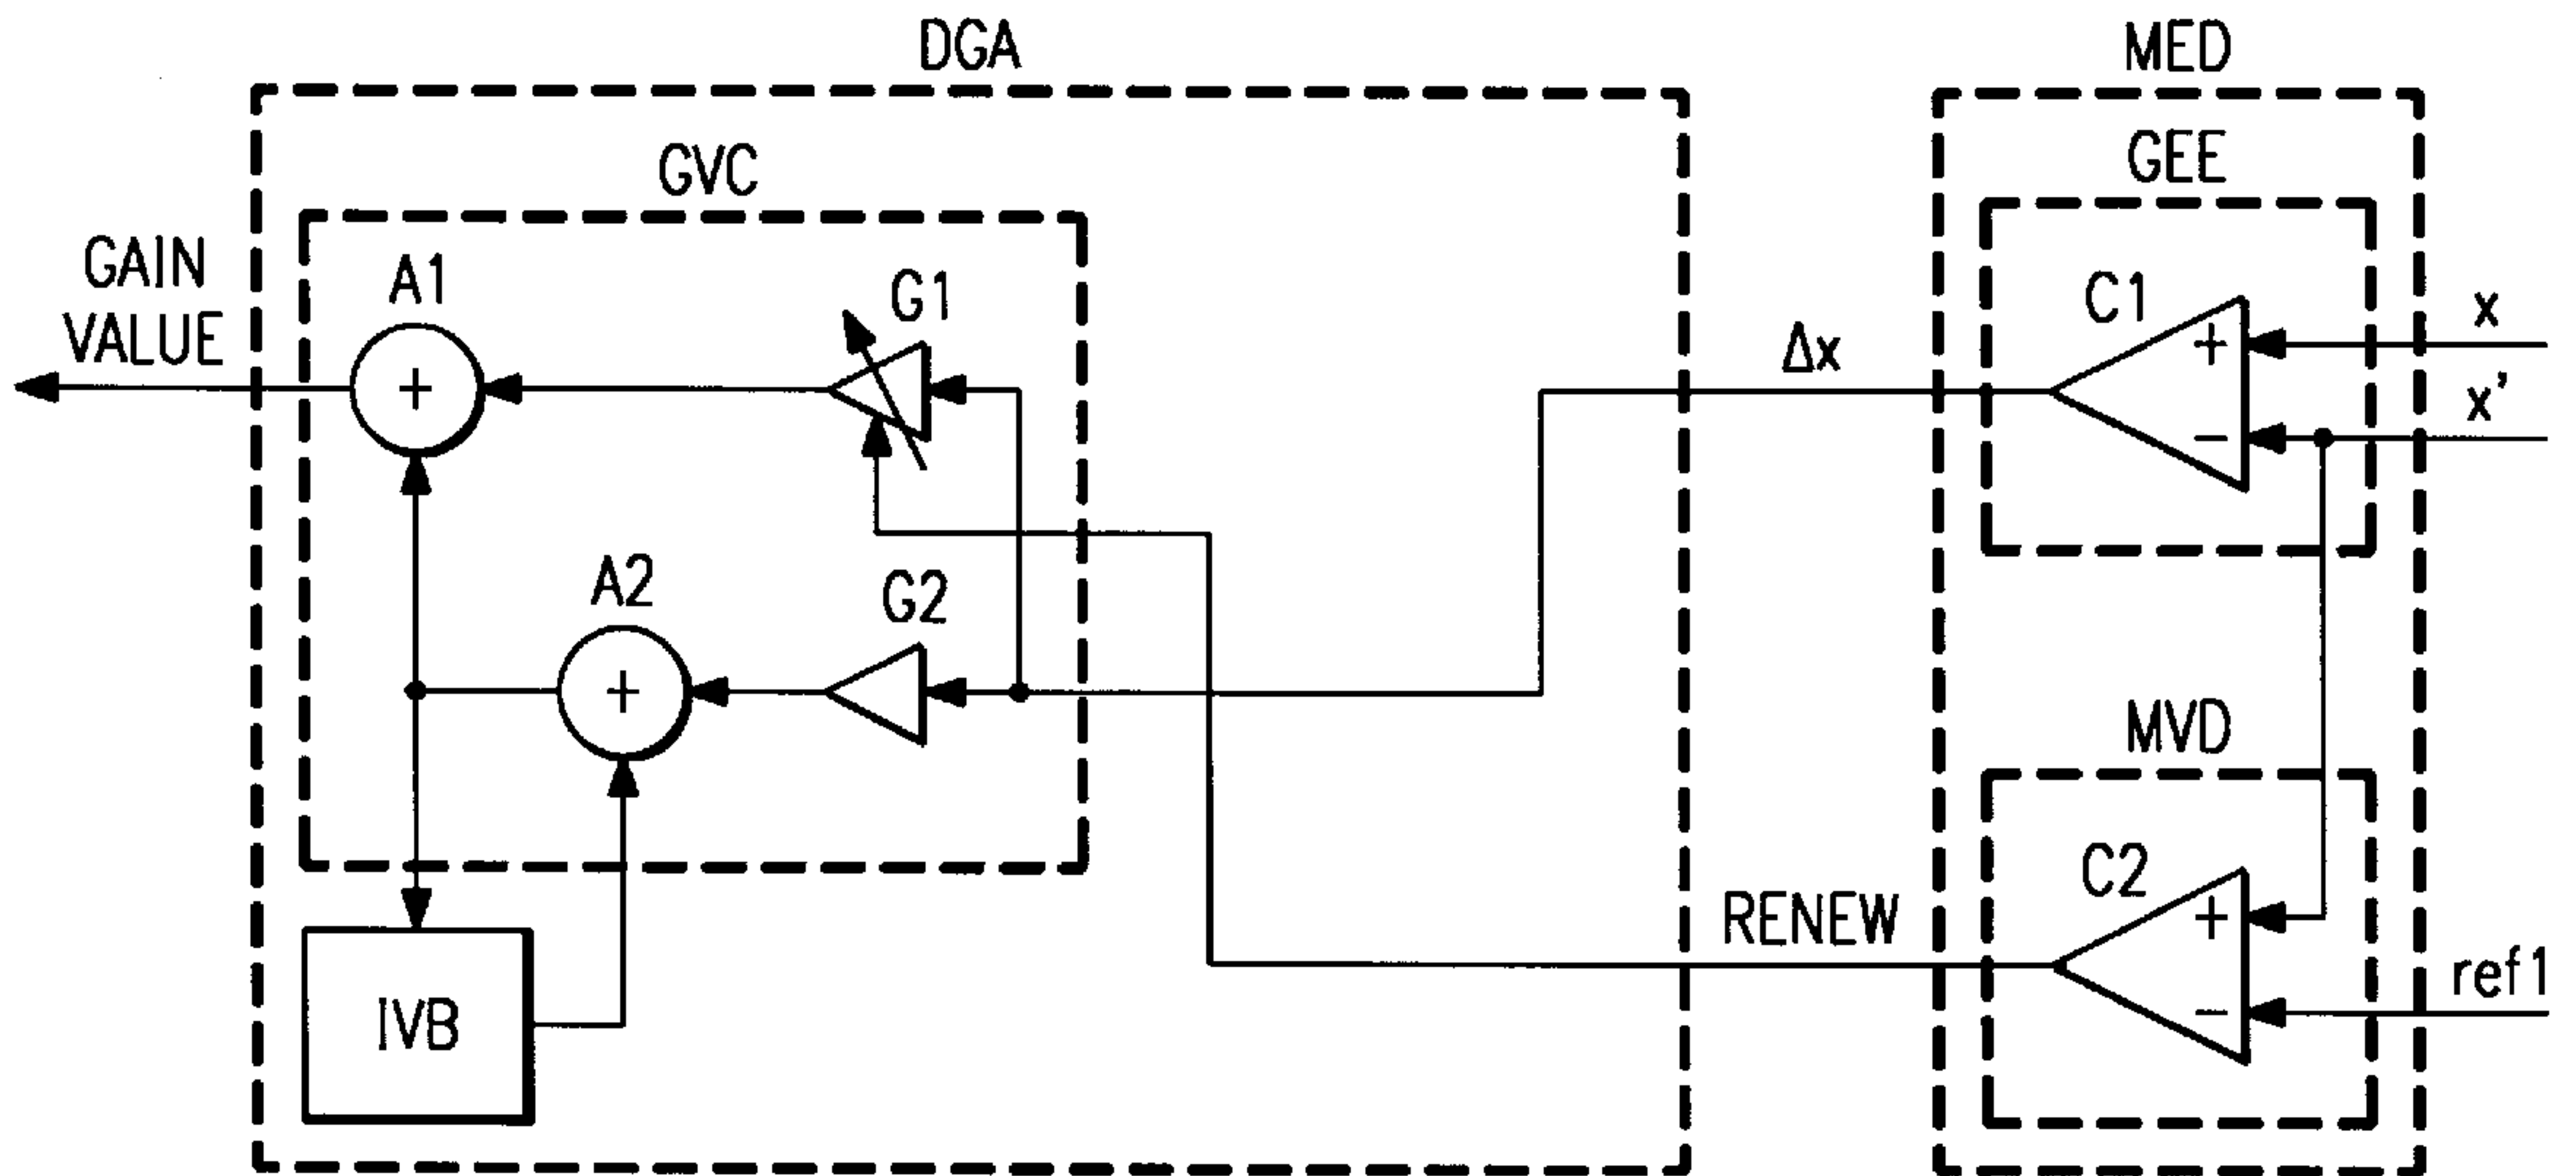 DGA
MED
GVC
GEE
GAIN
VALUE
A1
G1
C1
+
x
Δx
+
–
x'
A2
G2
+
MVD
C2
+
RENEW
–
ref1
IVB